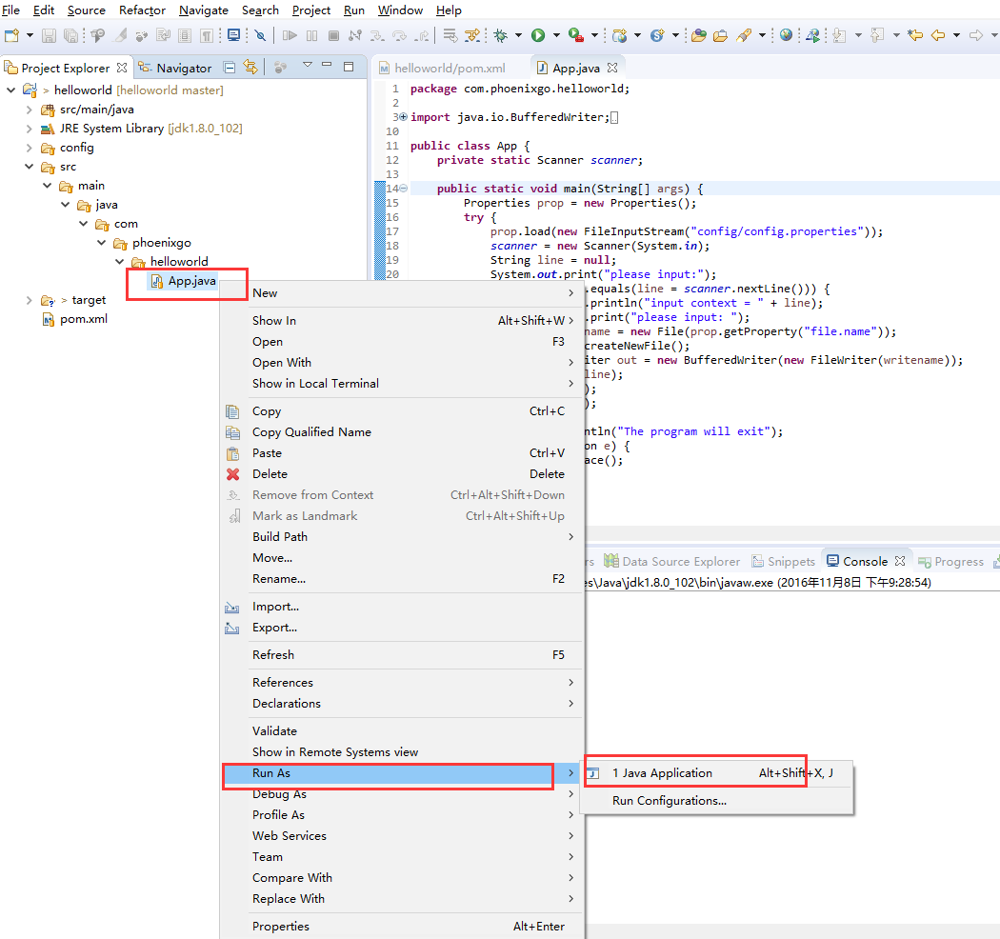 File Edit Source Refactor Navigate Search Project Run Window Help
Project Explorer Navigator
> helloworld [helloworld master]
src/main/java
JRE System Library [jdk1.8.0_102]
config
src
main
java
com
phoenixgo
helloworld
App.java
> target
pom.xml
helloworld/pom.xml App.java
1 package com.phoenixgo.helloworld;
2
3 import java.io.BufferedWriter;
10
11 public class App {
12 private static Scanner scanner;
13
14 public static void main(String[] args) {
15 Properties prop = new Properties();
16 try {
17 prop.load(new FileInputStream("config/config.properties"));
18 scanner = new Scanner(System.in);
19 String line = null;
20 System.out.print("please input:");
.equals(line = scanner.nextLine())) {
.println("input context = " + line);
.print("please input: ");
name = new File(prop.getProperty("file.name"));
createNewFile();
iter out = new BufferedWriter(new FileWriter(writename));
line);
);
);
ntln("The program will exit");
on e) {
ace();
New
Show In Alt+Shift+W
Open F3
Open With
Show in Local Terminal
Copy Ctrl+C
Copy Qualified Name
Paste Ctrl+V
Delete Delete
Remove from Context Ctrl+Alt+Shift+Down
Mark as Landmark Ctrl+Alt+Shift+Up
Build Path
Move...
Rename... F2
Import...
Export...
Refresh F5
References
Declarations
Validate
Show in Remote Systems view
Run As
Debug As
Profile As
Web Services
Team
Compare With
Replace With
Properties Alt+Enter
1 Java Application Alt+Shift+X, J
Run Configurations...
rs Data Source Explorer Snippets Console Progress
es\Java\jdk1.8.0_102\bin\javaw.exe (2016年11月8日 下午9:28:54)